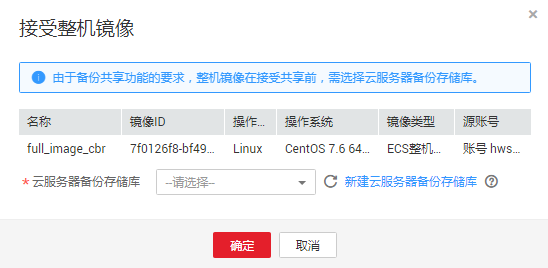 接受整机镜像
由于备份共享功能的要求，整机镜像在接受共享前，需选择云服务器备份存储库。
名称 镜像ID 操作... 操作系统 镜像类型 源账号
full_image_cbr 7f0126f8-bf49... Linux CentOS 7.6 64... ECS整机... 账号 hws...
* 云服务器备份存储库 --请选择-- 新建云服务器备份存储库
确定 取消